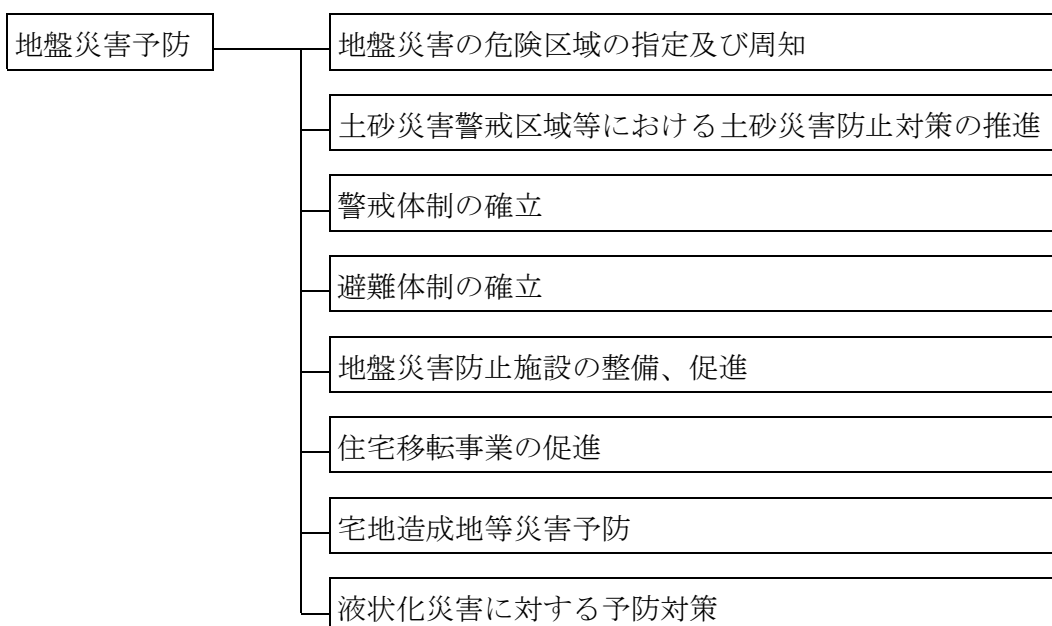 地盤災害予防
地盤災害の危険区域の指定及び周知
土砂災害警戒区域等における土砂災害防止対策の推進
警戒体制の確立
避難体制の確立
地盤災害防止施設の整備、促進
住宅移転事業の促進
宅地造成地等災害予防
液状化災害に対する予防対策